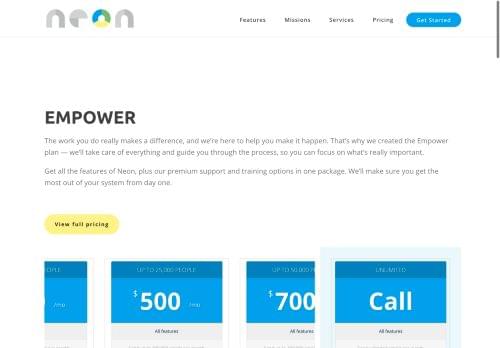 neon
Features
Missions
Services
Pricing
Get Started
EMPOWER
The work you do really makes a difference, and we're here to help you make it happen. That's why we created the Empower
plan — we'll take care of everything and guide you through the process, so you can focus on what's really important.
Get all the features of Neon, plus our premium support and training options in one package. We'll make sure you get the
most out of your system from day one.
View full pricing
OPLE
UP TO 25,000 PEOPLE
UP TO 50,000 P
UNLIMITED
/mo
$500 /mo
$700
Call
All features
All features
All features